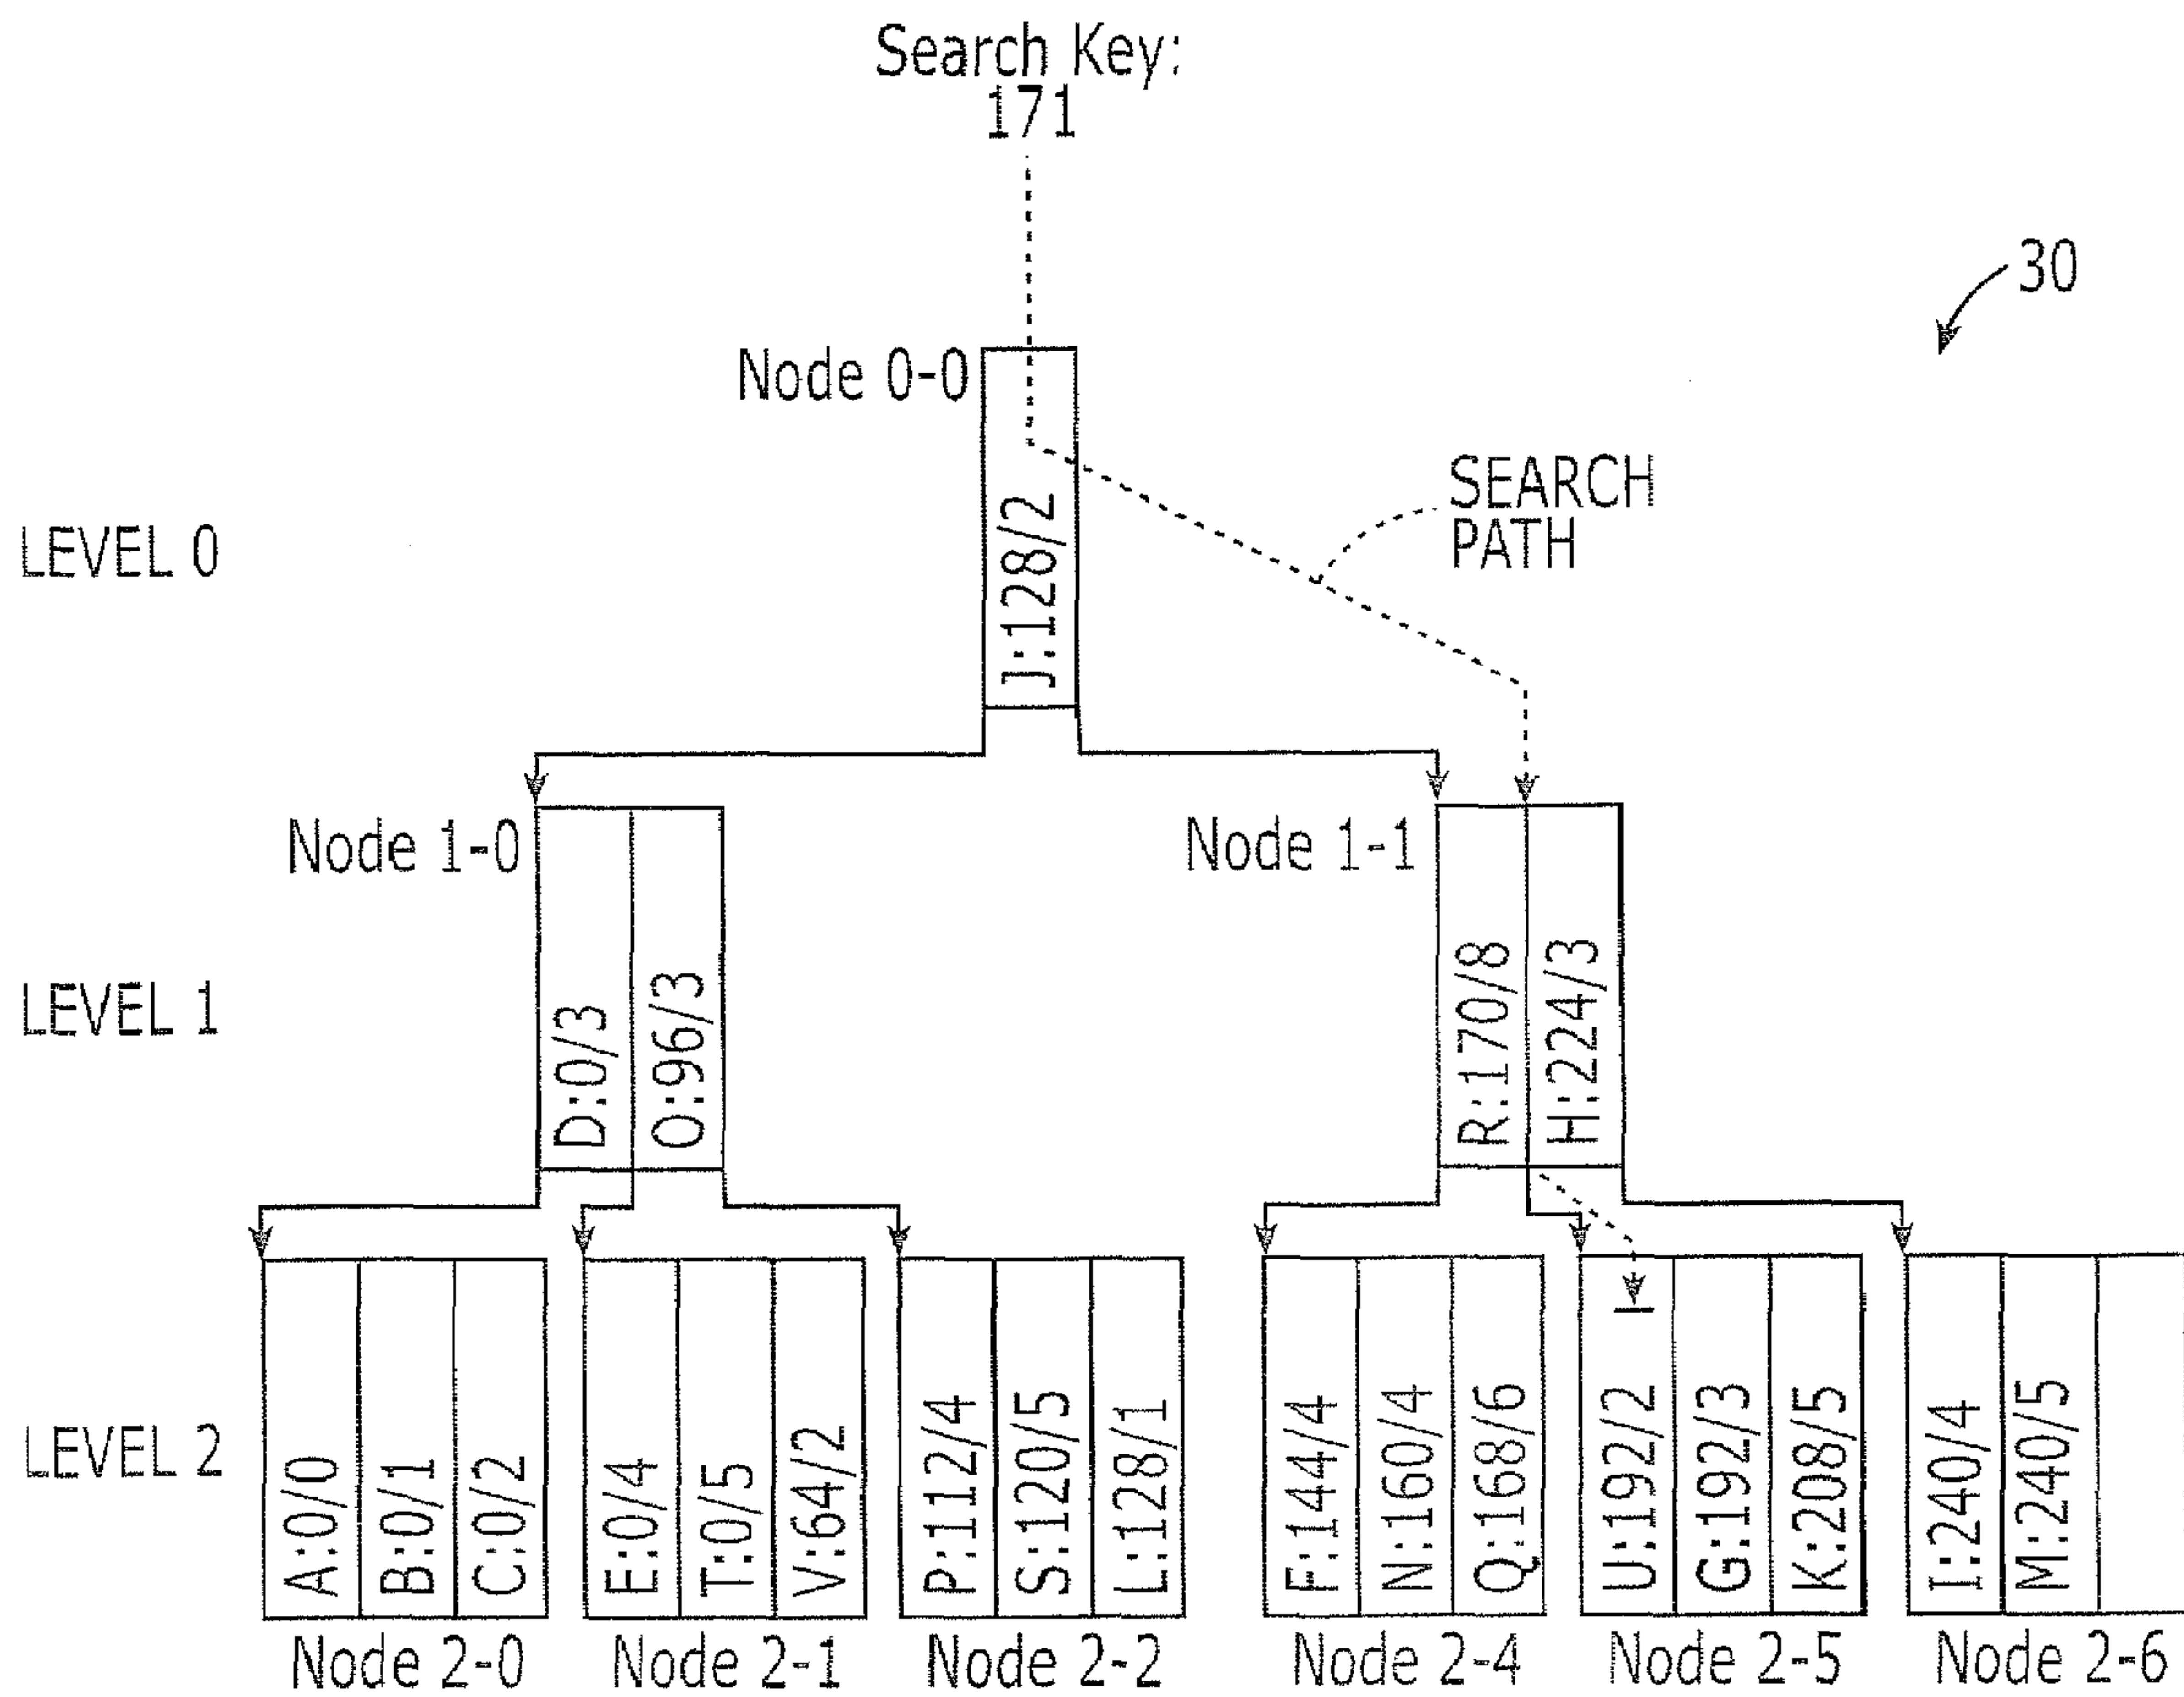 Search Key:
171
30
Node 0-0
J:128/2
SEARCH
PATH
LEVEL 0
Node 1-0
D:0/3
O:96/3
Node 1-1
R:170/8
H:224/3
LEVEL 1
LEVEL 2
A:0/0
B:0/1
C:0/2
E:0/4
T:0/5
V:64/2
P:112/4
S:120/5
L:128/1
F:144/4
N:160/4
Q:168/6
U:192/2
G:192/3
K:208/5
I:240/4
M:240/5
Node 2-0
Node 2-1
Node 2-2
Node 2-4
Node 2-5
Node 2-6